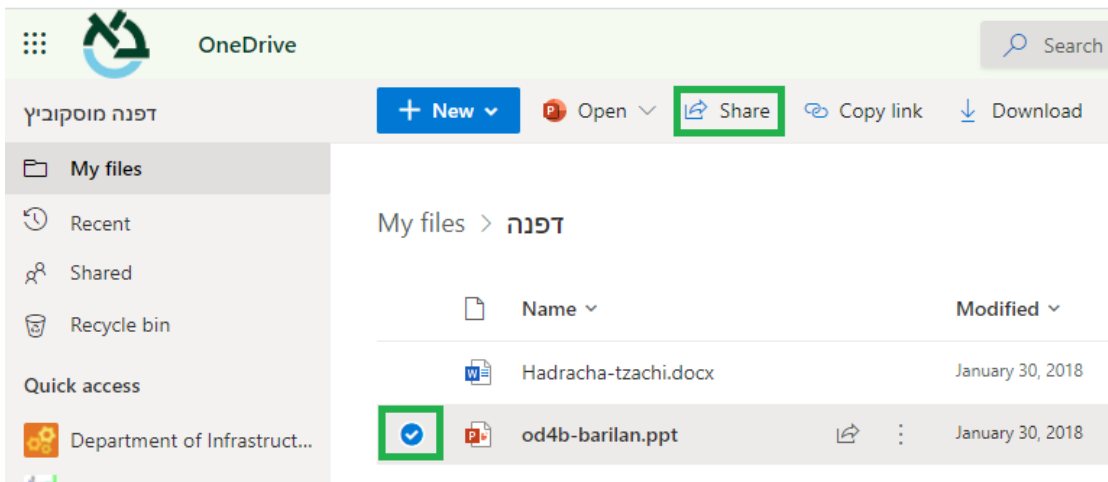 בא
OneDrive
Search
דפנה מוסקוביץ
New
Open
Share
Copy link
Download
My files
Recent
Shared
Recycle bin
Quick access
Department of Infrastruct...
My files > דפנה
Name
Modified
Hadracha-tzachi.docx
January 30, 2018
od4b-barilan.ppt
January 30, 2018